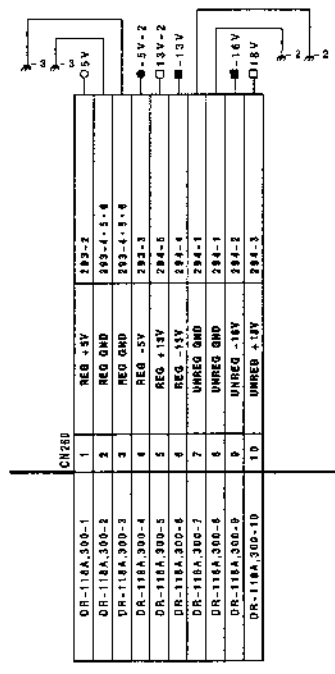 CN260
DR-118A,300-1 1 REG +5V 293-2 5V
DR-118A,300-2 2 REG GND 293-4·5·6 -3
DR-118A,300-3 3 REG GND 293-4·5·6 -3
DR-118A,300-4 4 REG -5V 293-3 -5V-2
DR-118A,300-5 5 REG +13V 294-5 13V-2
DR-118A,300-6 6 REG -13V 294-4 -13V
DR-118A,300-7 7 UNREG GND 294-1 -2
DR-118A,300-8 8 UNREG GND 294-1 -2
DR-118A,300-9 9 UNREG -16V 294-2 -16V
DR-118A,300-10 10 UNREG +18V 294-3 18V